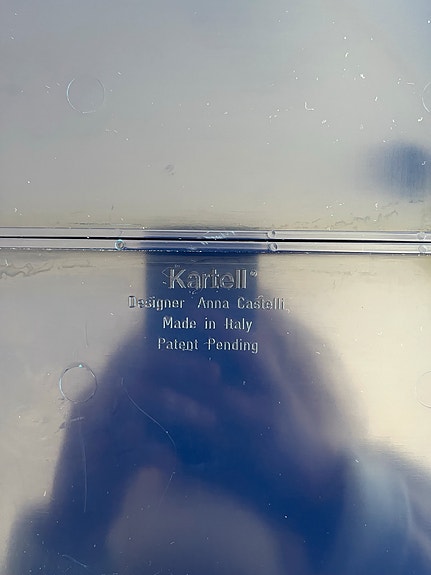 Kartell®
Designer Anna Castelli
Made in Italy
Patent Pending